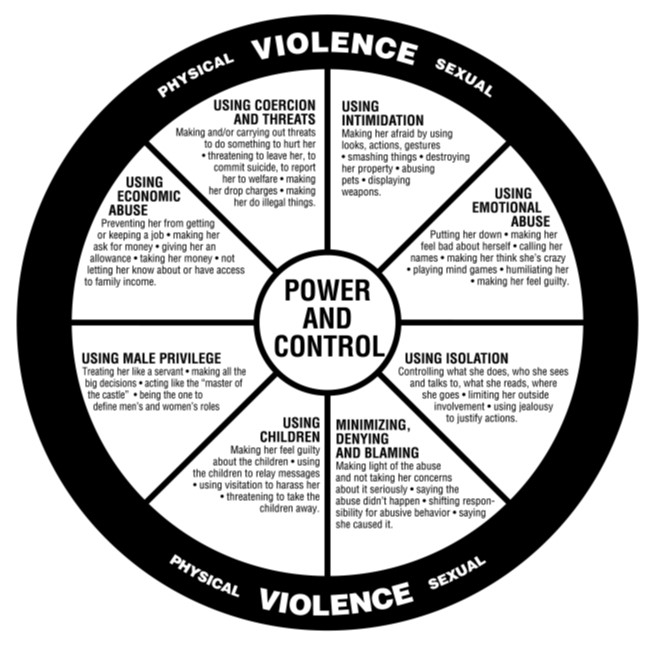 PHYSICAL VIOLENCE SEXUAL
USING COERCION
AND THREATS
Making and/or carrying out threats
to do something to hurt her
• threatening to leave her, to
commit suicide, to report
her to welfare • making
her drop charges • making
her do illegal things.
USING
INTIMIDATION
Making her afraid by using
looks, actions, gestures
• smashing things • destroying
her property • abusing
pets • displaying
weapons.
USING
ECONOMIC
ABUSE
Preventing her from getting
or keeping a job • making her
ask for money • giving her an
allowance • taking her money • not
letting her know about or have access
to family income.
USING
EMOTIONAL
ABUSE
Putting her down • making her
feel bad about herself • calling her
names • making her think she's crazy
• playing mind games • humiliating her
• making her feel guilty.
POWER
AND
CONTROL
USING MALE PRIVILEGE
Treating her like a servant • making all the
big decisions • acting like the "master of
the castle" • being the one to
define men's and women's roles
USING ISOLATION
Controlling what she does, who she sees
and talks to, what she reads, where
she goes • limiting her outside
involvement • using jealousy
to justify actions.
USING
CHILDREN
Making her feel guilty
about the children • using
the children to relay messages
• using visitation to harass her
• threatening to take the
children away.
MINIMIZING,
DENYING
AND BLAMING
Making light of the abuse
and not taking her concerns
about it seriously • saying the
abuse didn't happen • shifting respon-
sibility for abusive behavior • saying
she caused it.
PHYSICAL VIOLENCE SEXUAL